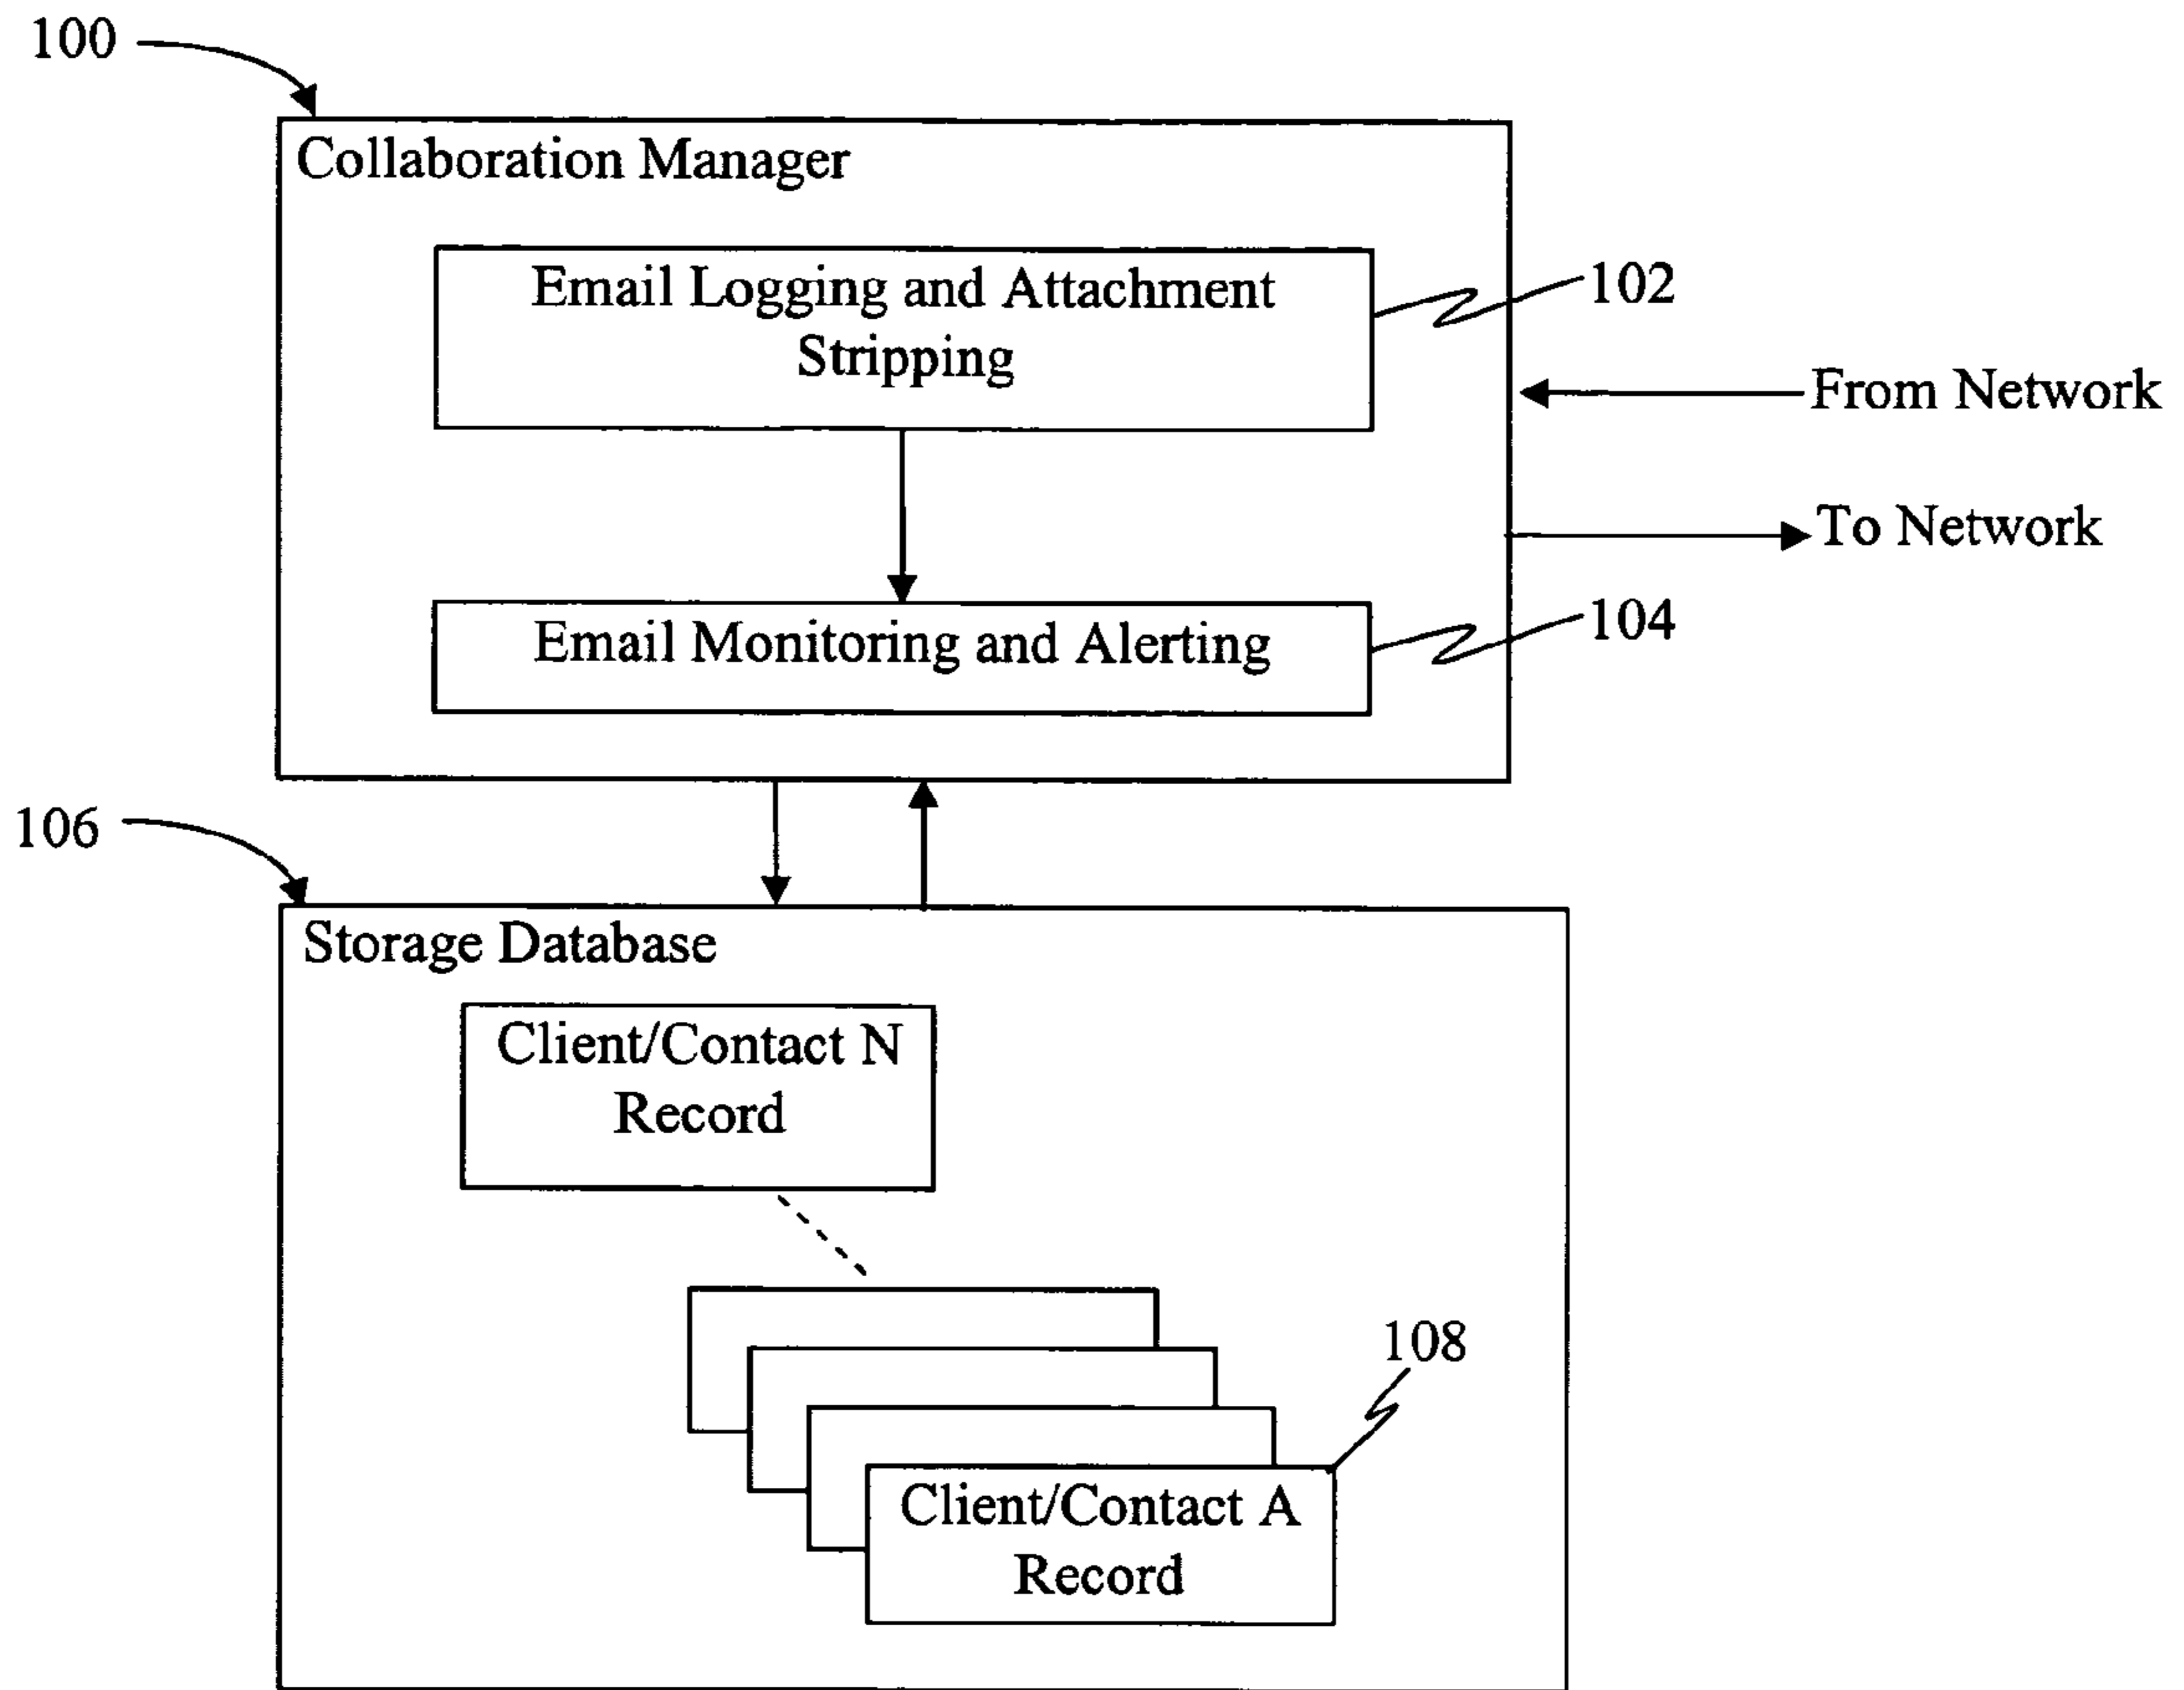 100
Collaboration Manager
Email Logging and Attachment
Stripping
102
From Network
To Network
Email Monitoring and Alerting
104
106
Storage Database
Client/Contact N
Record
108
Client/Contact A
Record